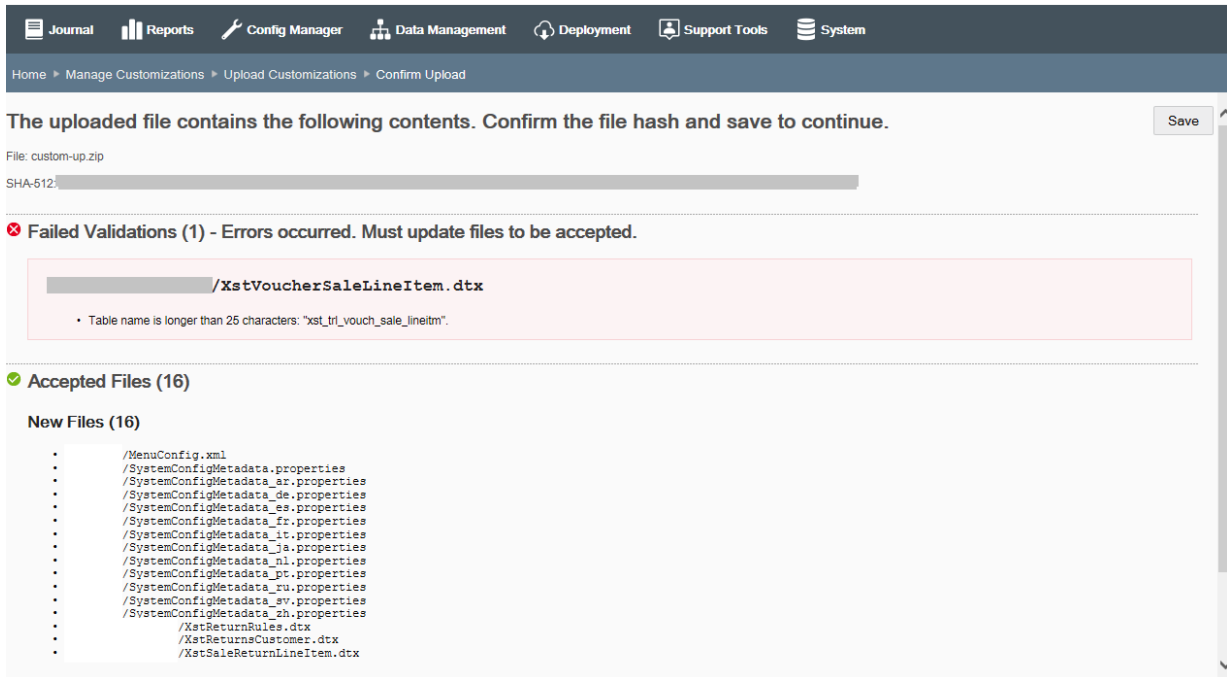 Journal Reports Config Manager Data Management Deployment Support Tools System
Home ▶ Manage Customizations ▶ Upload Customizations ▶ Confirm Upload
The uploaded file contains the following contents. Confirm the file hash and save to continue. Save
File: custom-up.zip
SHA-512:
Failed Validations (1) - Errors occurred. Must update files to be accepted.
/XstVoucherSaleLineItem.dtx
• Table name is longer than 25 characters: "xst_trl_vouch_sale_lineitm".
Accepted Files (16)
New Files (16)
• /MenuConfig.xml
• /SystemConfigMetadata.properties
• /SystemConfigMetadata_ar.properties
• /SystemConfigMetadata_de.properties
• /SystemConfigMetadata_es.properties
• /SystemConfigMetadata_fr.properties
• /SystemConfigMetadata_it.properties
• /SystemConfigMetadata_ja.properties
• /SystemConfigMetadata_nl.properties
• /SystemConfigMetadata_pt.properties
• /SystemConfigMetadata_ru.properties
• /SystemConfigMetadata_sv.properties
• /SystemConfigMetadata_zh.properties
• /XstReturnRules.dtx
• /XstReturnsCustomer.dtx
• /XstSaleReturnLineItem.dtx